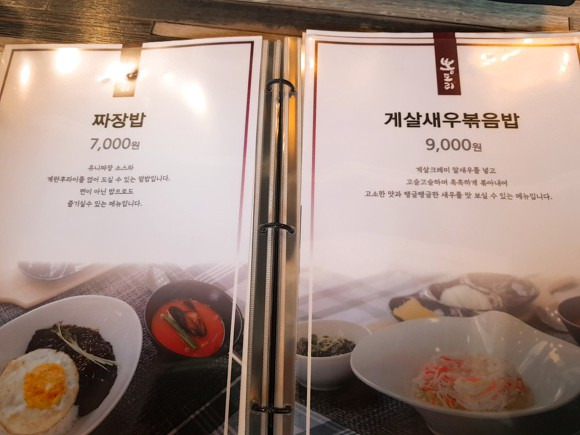 짜장밥
7,000원
유니짜장 소스와
계란후라이를 얹어 드실 수 있는 덮밥입니다.
면이 아닌 밥으로도
즐기실수 있는 메뉴입니다.
게살새우볶음밥
9,000원
게살크레미 알새우를 넣고
고슬고슬하며 촉촉하게 볶아내어
고소한 맛과 탱글탱글한 새우를 맛 보실 수 있는 메뉴입니다.